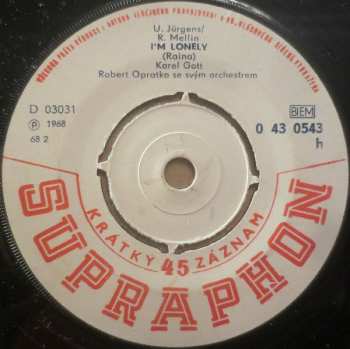 U. Jürgens/
R. Mellin
I'M LONELY
(Raina)
Karel Gott
Robert Opratko se svým orchestrem
D 03031
℗ 1968
68 2
BIEM
0 43 0543
h
KRÁTKÝ 45 ZÁZNAM
SUPRAPHON